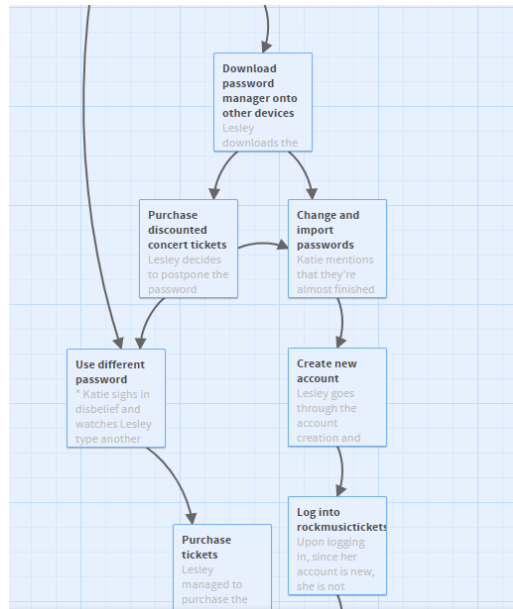 Download
password
manager onto
other devices
Lesley
downloads the
Purchase
discounted
concert tickets
Lesley decides
to postpone the
password
Change and
import
passwords
Katie mentions
that they're
almost finished
Use different
password
* Katie sighs in
disbelief and
watches Lesley
type another
Create new
account
Lesley goes
through the
account
creation and
Log into
rockmusictickets
Upon logging
in, since her
account is new,
she is not
Purchase
tickets
Lesley
managed to
purchase the